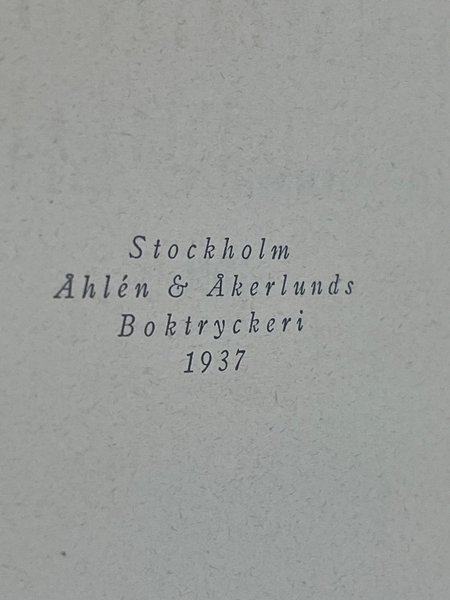 Stockholm
Åhlén & Åkerlunds
Boktryckeri
1937